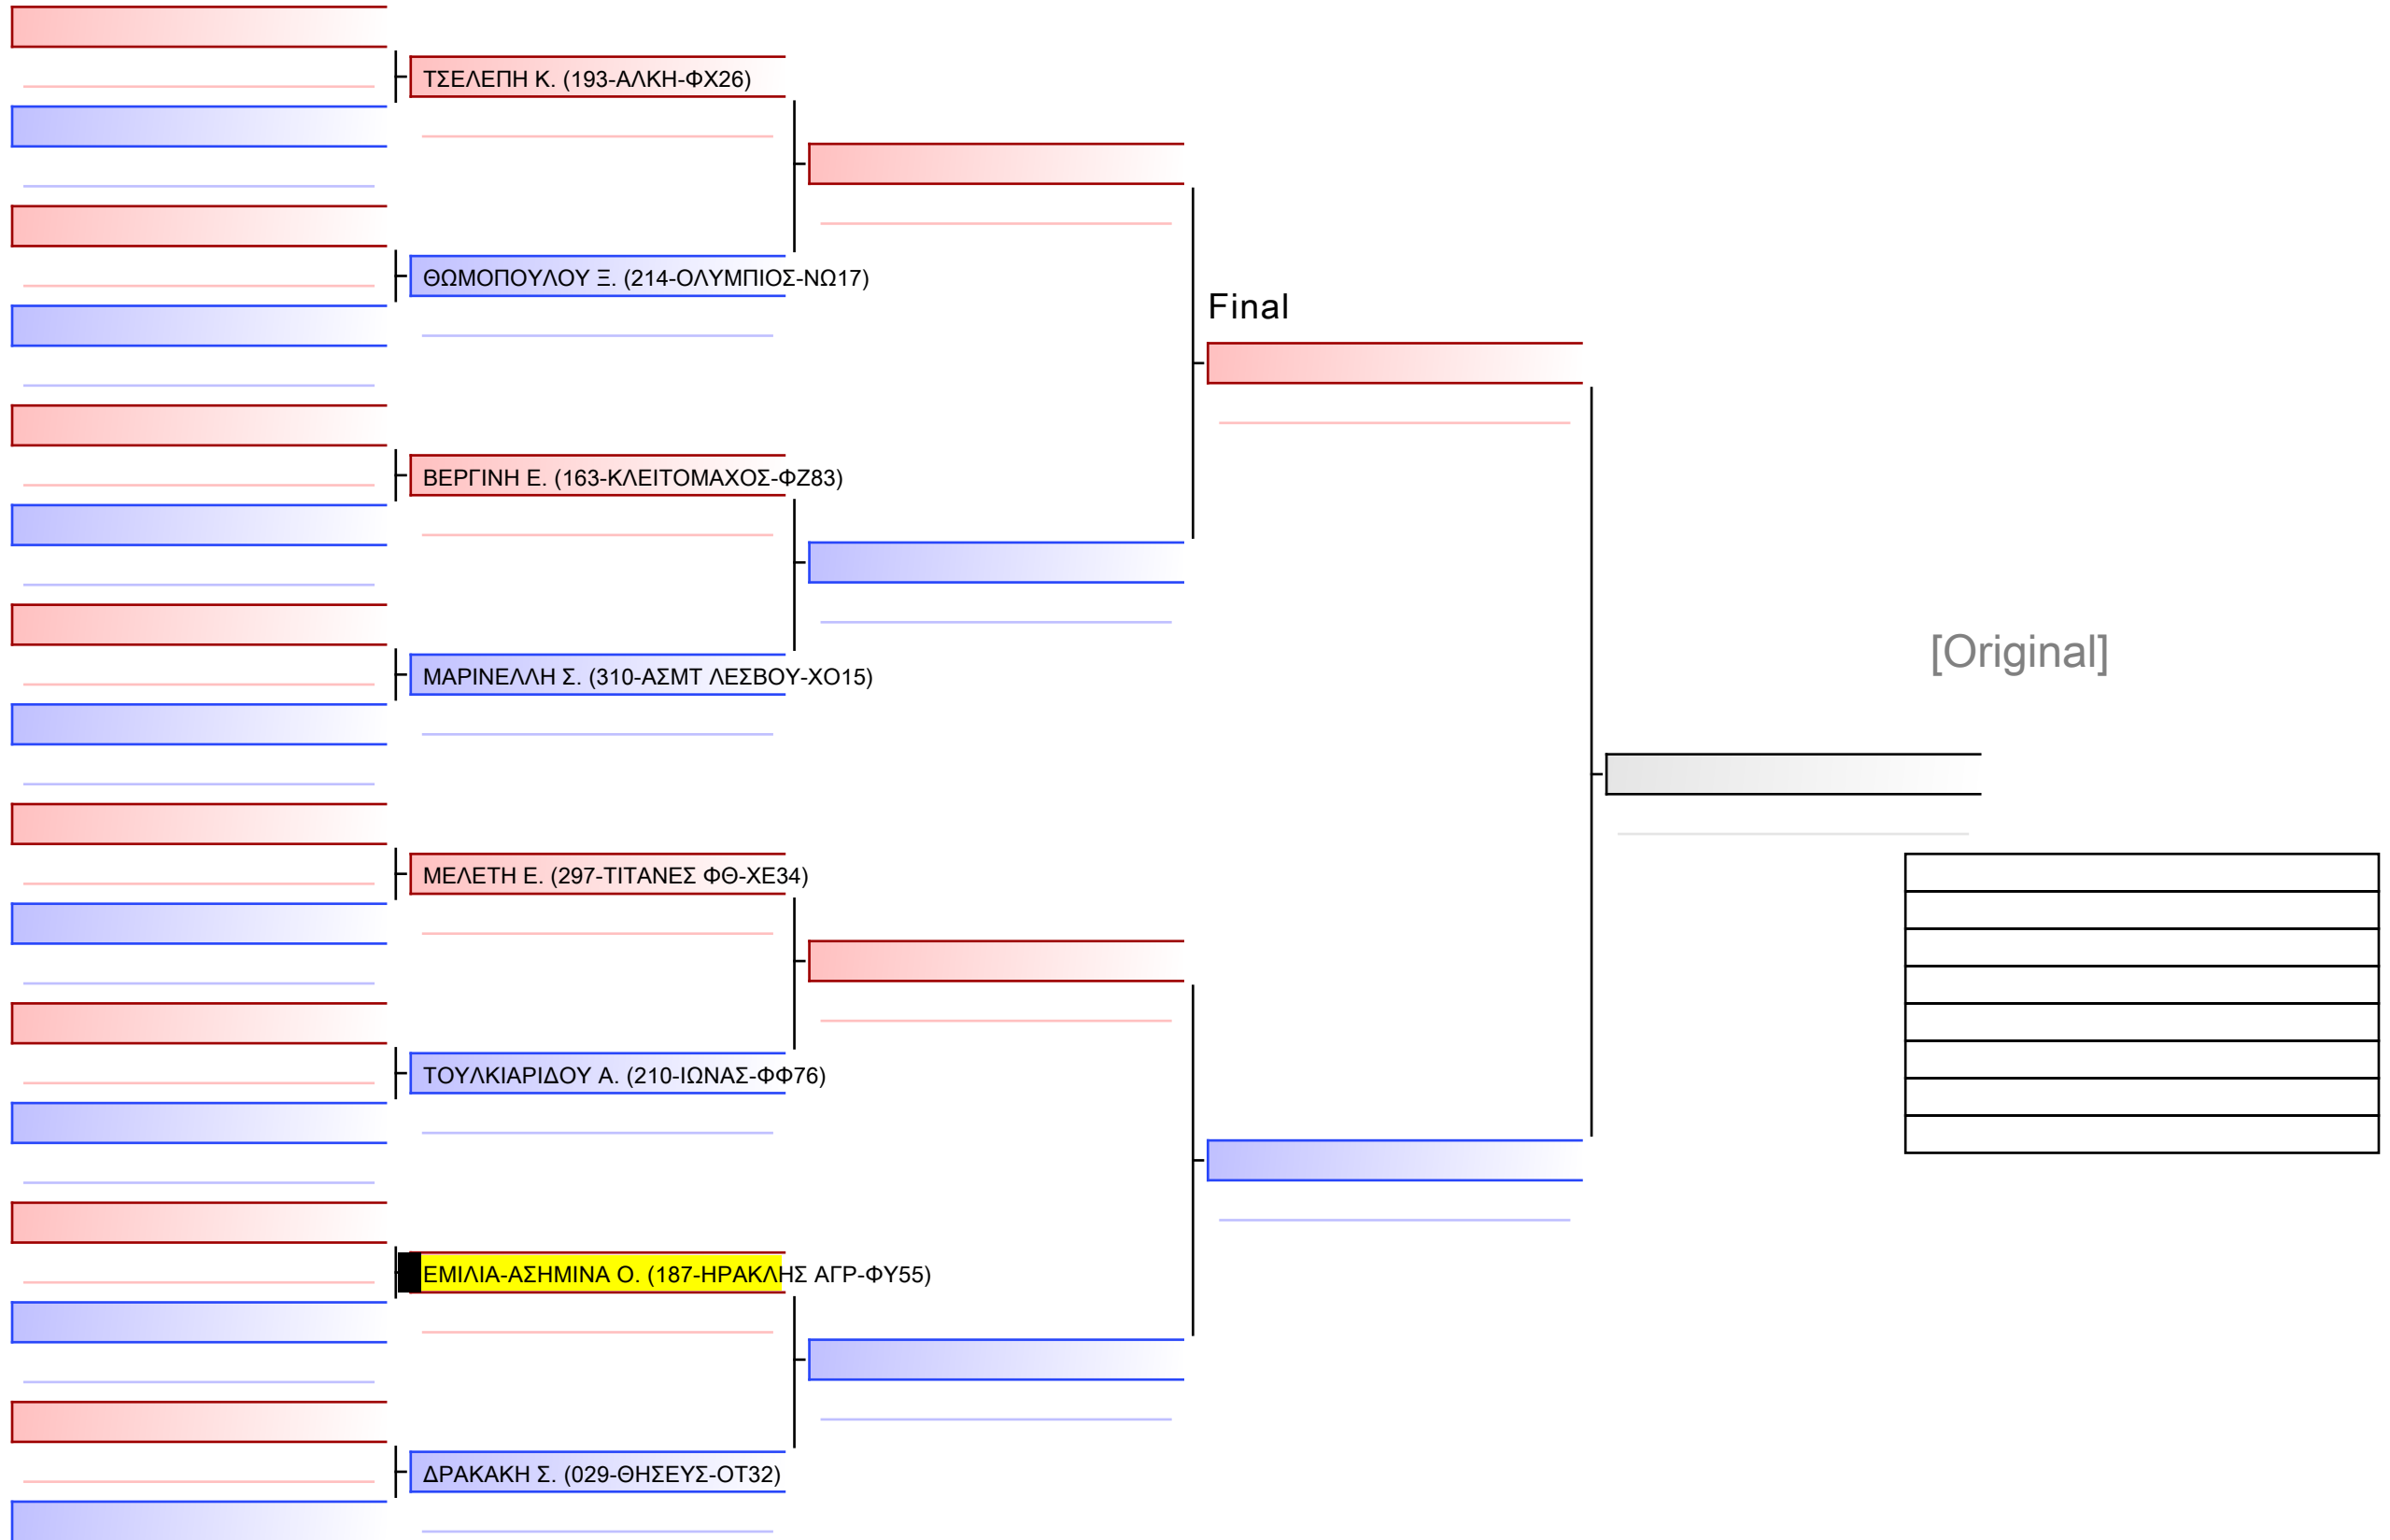 ΤΣΕΛΕΠΗ Κ. (193-ΑΛΚΗ-ΦΧ26)
ΘΩΜΟΠΟΥΛΟΥ Ξ. (214-ΟΛΥΜΠΙΟΣ-ΝΩ17)
Final
ΒΕΡΓΙΝΗ Ε. (163-ΚΛΕΙΤΟΜΑΧΟΣ-ΦΖ83)
[Original]
ΜΑΡΙΝΕΛΛΗ Σ. (310-ΑΣΜΤ ΛΕΣΒΟΥ-ΧΟ15)
ΜΕΛΕΤΗ Ε. (297-ΤΙΤΑΝΕΣ ΦΘ-ΧΕ34)
ΤΟΥΛΚΙΑΡΙΔΟΥ Α. (210-ΙΩΝΑΣ-ΦΦ76)
ΕΜΙΛΙΑ-ΑΣΗΜΙΝΑ Ο. (187-ΗΡΑΚΛΗΣ ΑΓΡ-ΦΥ55)
ΔΡΑΚΑΚΗ Σ. (029-ΘΗΣΕΥΣ-ΟΤ32)